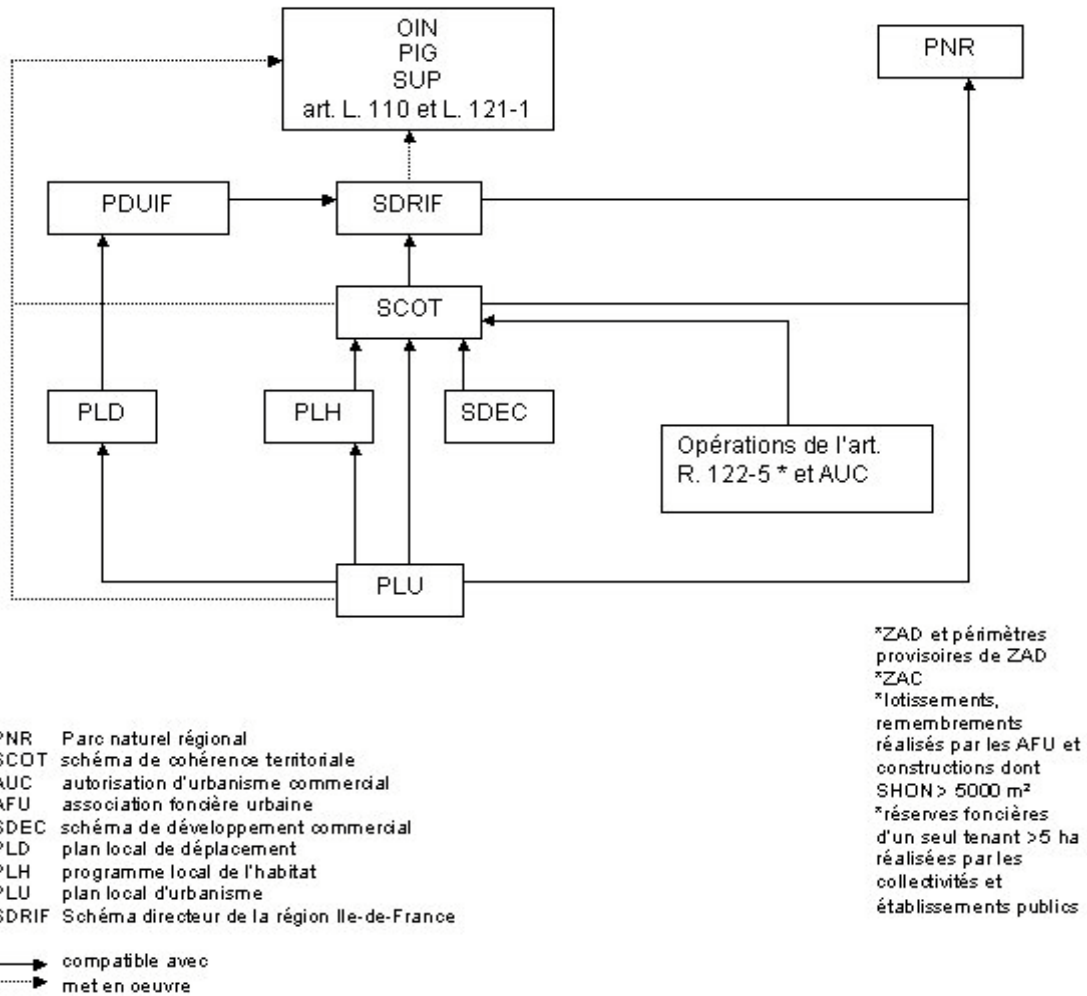 OIN
PIG
SUP
art. L. 110 et L. 121-1
PNR
PDUIF
SDRIF
SCOT
PLD
PLH
SDEC
Opérations de l'art.
R. 122-5 * et AUC
PLU
*ZAD et périmètres
provisoires de ZAD
*ZAC
*lotissements,
remembrements
réalisés par les AFU et
constructions dont
SHON > 5000 m²
*réserves foncières
d'un seul tenant >5 ha
réalisées par les
collectivités et
établissements publics
PNR Parc naturel régional
SCOT schéma de cohérence territoriale
AUC autorisation d'urbanisme commercial
AFU association foncière urbaine
SDEC schéma de développement commercial
PLD plan local de déplacement
PLH programme local de l'habitat
PLU plan local d'urbanisme
SDRIF Schéma directeur de la région Ile-de-France
compatible avec
met en oeuvre